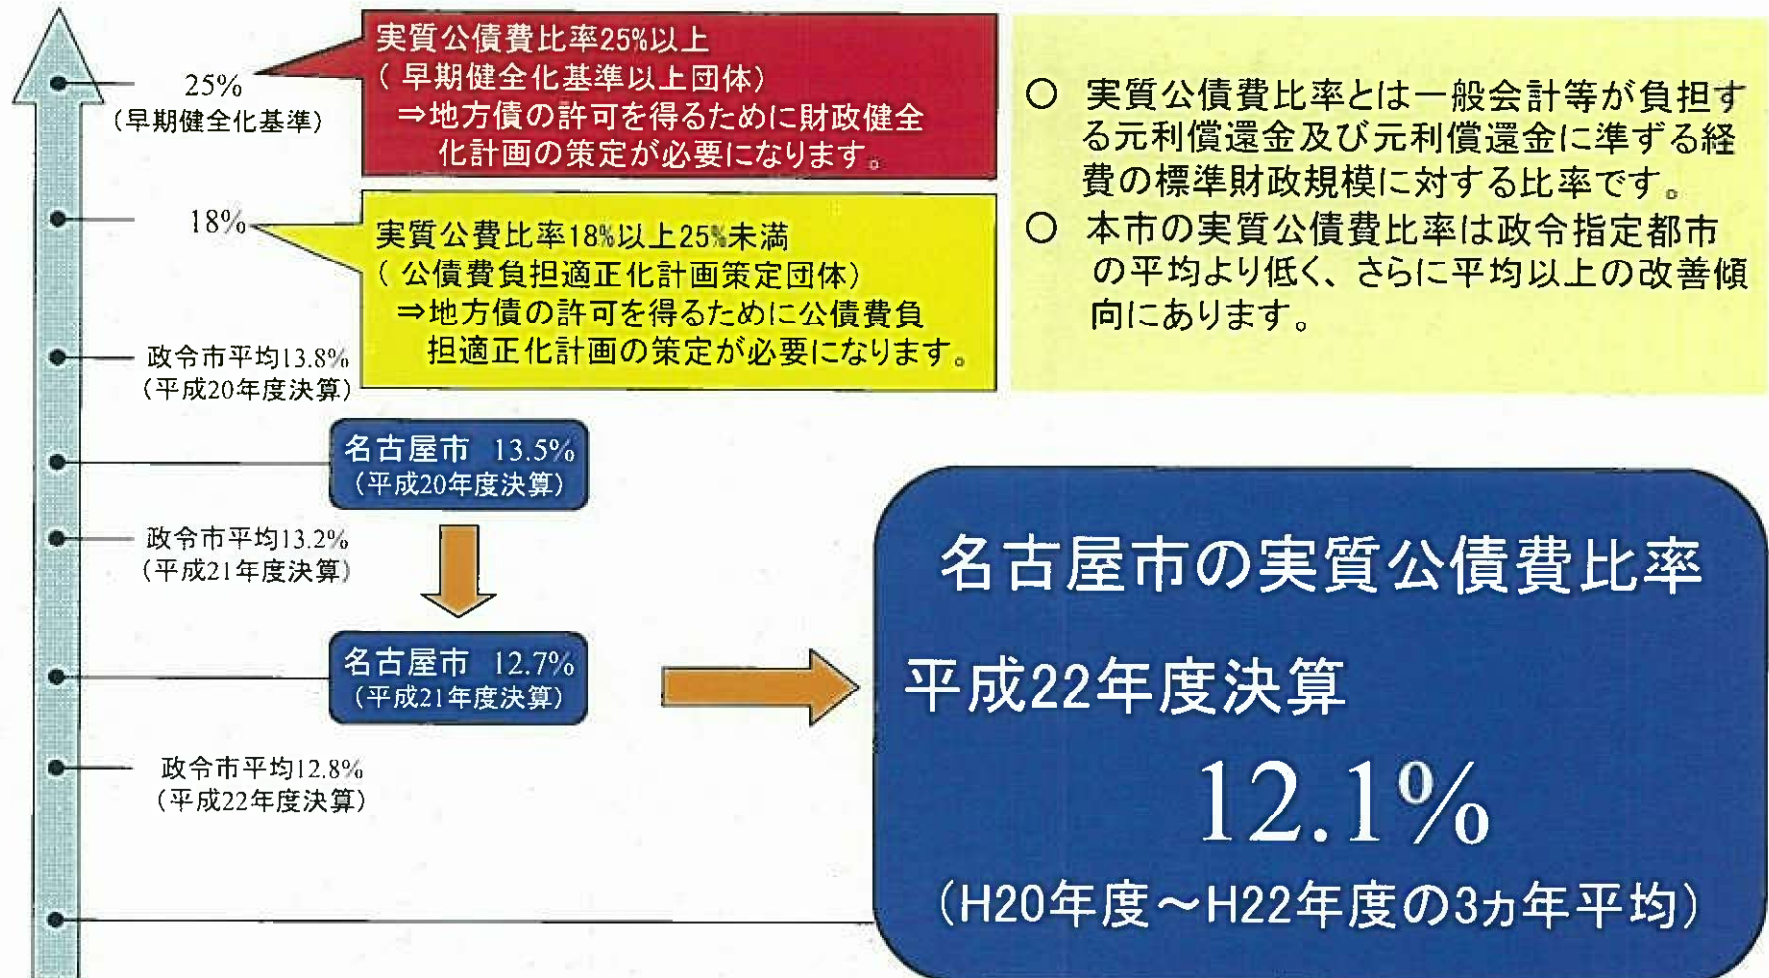 25%
(早期健全化基準)
実質公債費比率25%以上
( 早期健全化基準以上団体)
⇒地方債の許可を得るために財政健全
化計画の策定が必要になります。
18%
実質公費比率18%以上25%未満
( 公債費負担適正化計画策定団体)
⇒地方債の許可を得るために公債費負
担適正化計画の策定が必要になります。
○ 実質公債費比率とは一般会計等が負担す
る元利償還金及び元利償還金に準ずる経
費の標準財政規模に対する比率です。
○ 本市の実質公債費比率は政令指定都市
の平均より低く、さらに平均以上の改善傾
向にあります。
政令市平均13.8%
(平成20年度決算)
名古屋市 13.5%
(平成20年度決算)
政令市平均13.2%
(平成21年度決算)
名古屋市 12.7%
(平成21年度決算)
政令市平均12.8%
(平成22年度決算)
名古屋市の実質公債費比率
平成22年度決算
12.1%
(H20年度～H22年度の3ヵ年平均)